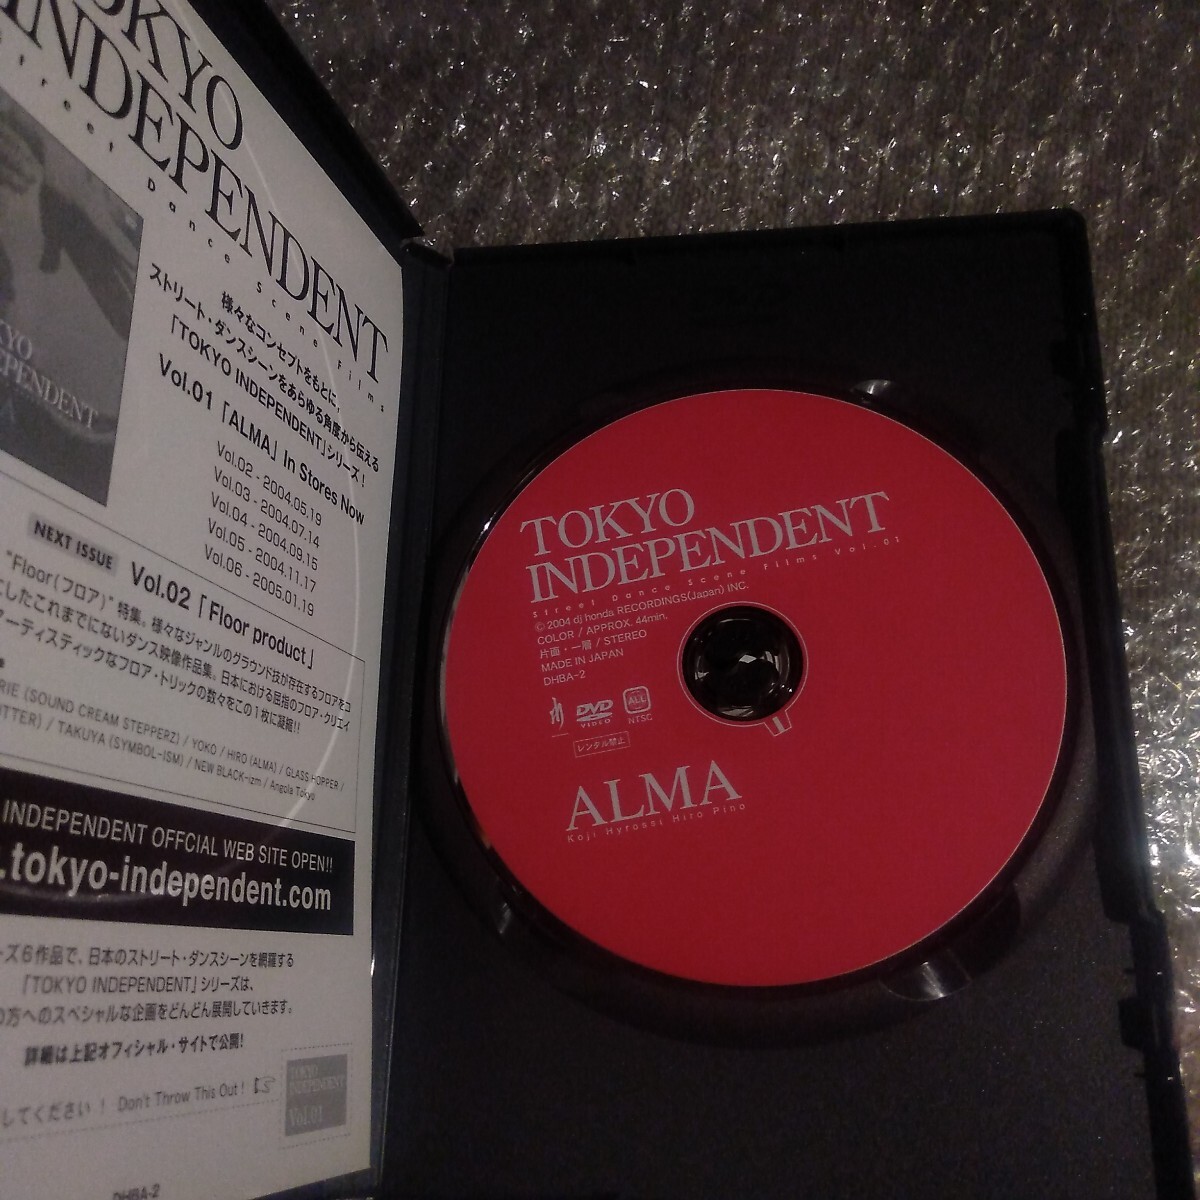 TOKYO
INDEPENDENT
Dance Scene Films
様々なコンセプトをもとに、
ストリート・ダンスシーンをあらゆる角度から伝える
「TOKYO INDEPENDENT」シリーズ!
Vol.01「ALMA」In Stores Now
Vol.02 - 2004.05.19
Vol.03 - 2004.07.14
Vol.04 - 2004.09.15
Vol.05 - 2004.11.17
Vol.06 - 2005.01.19
NEXT ISSUE Vol.02「Floor product」
"Floor(フロア)"特集。様々なジャンルのグラウンド技が存在するフロアをコ
にしたこれまでにないダンス映像作品集。日本における屈指のフロア・クリエイ
アーティスティックなフロア・トリックの数々をこの1枚に凝縮!!
RIE (SOUND CREAM STEPPERZ) / YOKO / HIRO (ALMA) / GLASS HOPPER /
TAKUYA (SYMBOL-ISM) / NEW BLACK-izm / Angola Tokyo
INDEPENDENT OFFCIAL WEB SITE OPEN!!
.tokyo-independent.com
ーズ6作品で、日本のストリート・ダンスシーンを網羅する
「TOKYO INDEPENDENT」シリーズは、
の方へのスペシャルな企画をどんどん展開していきます。
詳細は上記オフィシャル・サイトで公開!
してください! Don't Throw This Out!
TOKYO
INDEPENDENT
Vol.01
DHBA-2
TOKYO
INDEPENDENT
Street Dance Scene Films Vol.01
© 2004 dj honda RECORDINGS(Japan) INC.
COLOR / APPROX. 44min.
片面・一層 / STEREO
MADE IN JAPAN
DHBA-2
DVD
VIDEO
ALL
NTSC
レンタル禁止
ALMA
Koji Hyrossi Hiro Pino